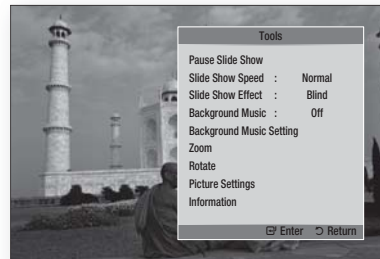 Tools
Pause Slide Show
Slide Show Speed : Normal
Slide Show Effect : Blind
Background Music : Off
Background Music Setting
Zoom
Rotate
Picture Settings
Information
Enter Return